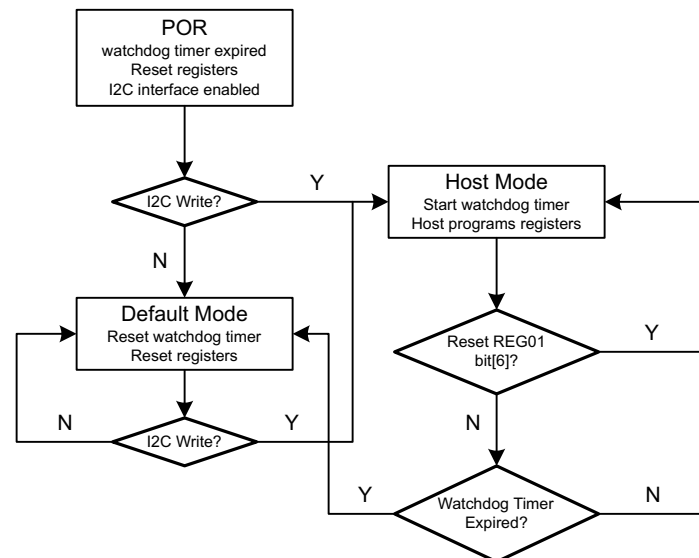 POR
watchdog timer expired
Reset registers
I2C interface enabled
I2C Write?
Y
N
Host Mode
Start watchdog timer
Host programs registers
Default Mode
Reset watchdog timer
Reset registers
Reset REG01
bit[6]?
Y
N
I2C Write?
N
Y
Watchdog Timer
Expired?
Y
N